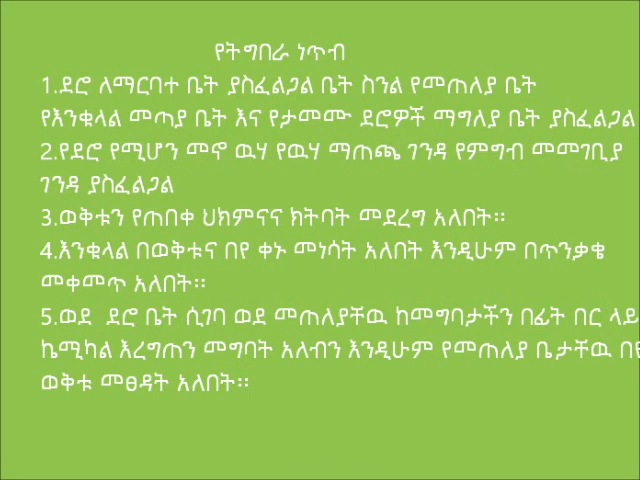 የትግበራ ነጥብ
1.ደሮ ለማርባተ ቤት ያስፈልጋል ቤት ስንል የመጠለያ ቤት
የእንቁላል መጣያ ቤት እና የታመሙ ደሮዎች ማግለያ ቤት ያስፈልጋል
2.የደሮ የሚሆን መኖ ዉሃ የዉሃ ማጠጫ ገንዳ የምግብ መመገቢያ
ገንዳ ያስፈልጋል
3.ወቅቱን የጠበቀ ህክምናና ክትባት መደረግ አለበት፡፡
4.እንቁላል በወቅቱና በየ ቀኑ መነሳት አለበት እንዲሁም በጥንቃቄ
መቀመጥ አለበት፡፡
5.ወደ ደሮ ቤት ሲገባ ወደ መጠለያቸዉ ከመግባታችን በፊት በር ላይ
ኬሚካል እረግጠን መግባት አለብን እንዲሁም የመጠለያ ቤታቸዉ
ወቅቱ መፀዳት አለበት፡፡